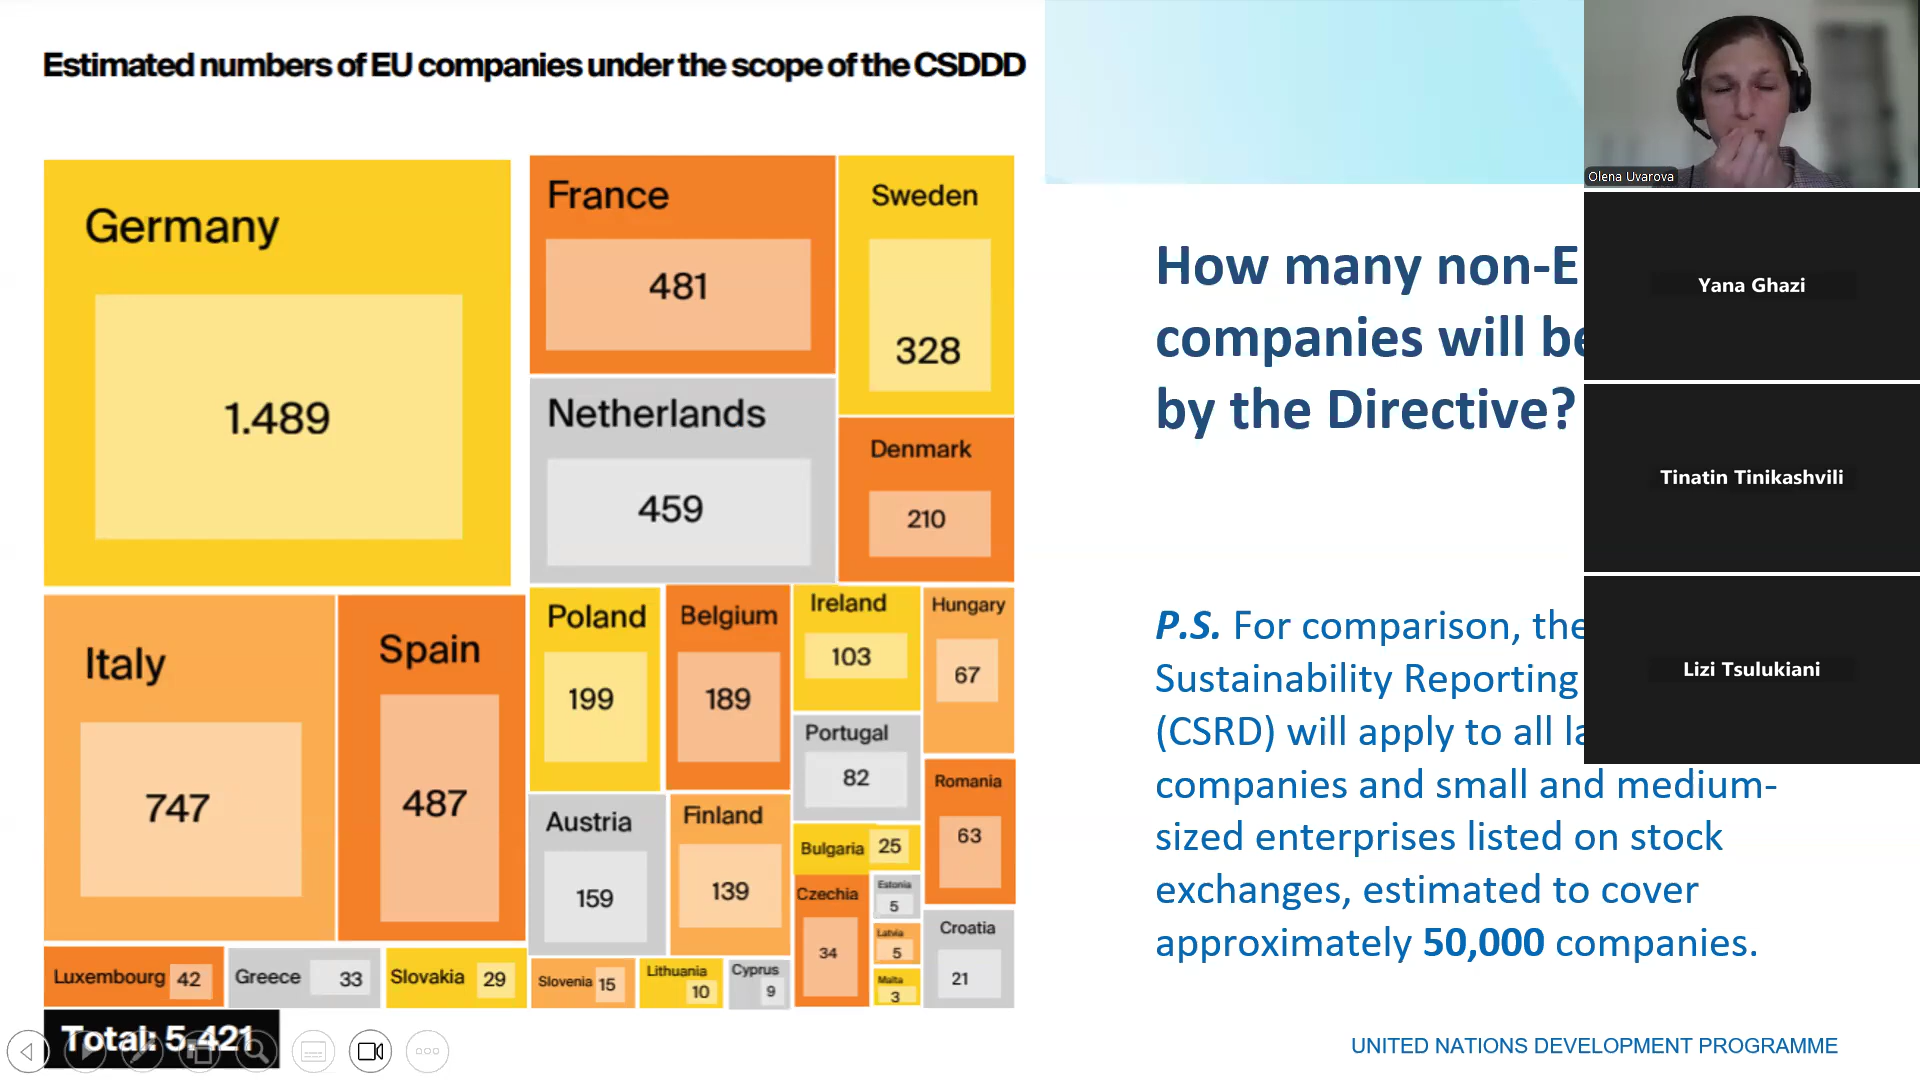 Estimated numbers of EU companies under the scope of the CSDDD
Germany
1.489
France
481
Sweden
328
Netherlands
459
Denmark
210
Italy
747
Spain
487
Poland
199
Belgium
189
Ireland
103
Hungary
67
Portugal
82
Romania
63
Austria
159
Finland
139
Bulgaria 25
Czechia
34
Estonia
5
Latvia
5
Malta
3
Croatia
21
Luxembourg 42
Greece 33
Slovakia 29
Slovenia 15
Lithuania
10
Cyprus
9
Total: 5.421
How many non-E
companies will be
by the Directive?
P.S. For comparison, the
Sustainability Reporting
(CSRD) will apply to all la
companies and small and medium-
sized enterprises listed on stock
exchanges, estimated to cover
approximately 50,000 companies.
UNITED NATIONS DEVELOPMENT PROGRAMME
Olena Uvarova
Yana Ghazi
Tinatin Tinikashvili
Lizi Tsulukiani